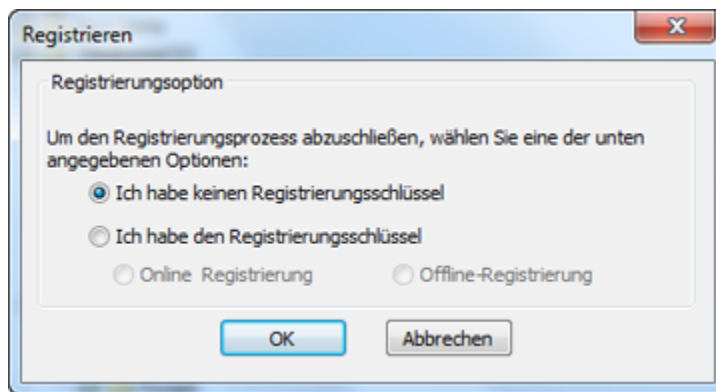 Registrieren
Registrierungsoption
Um den Registrierungsprozess abzuschließen, wählen Sie eine der unten
angegebenen Optionen:
Ich habe keinen Registrierungsschlüssel
Ich habe den Registrierungsschlüssel
Online Registrierung
Offline-Registrierung
OK
Abbrechen